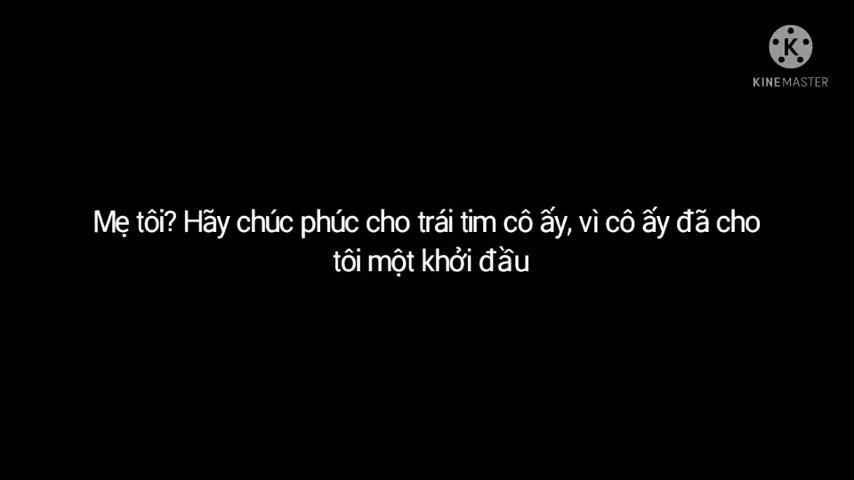 KINEMASTER
Mẹ tôi? Hãy chúc phúc cho trái tim cô ấy, vì cô ấy đã cho
tôi một khởi đầu